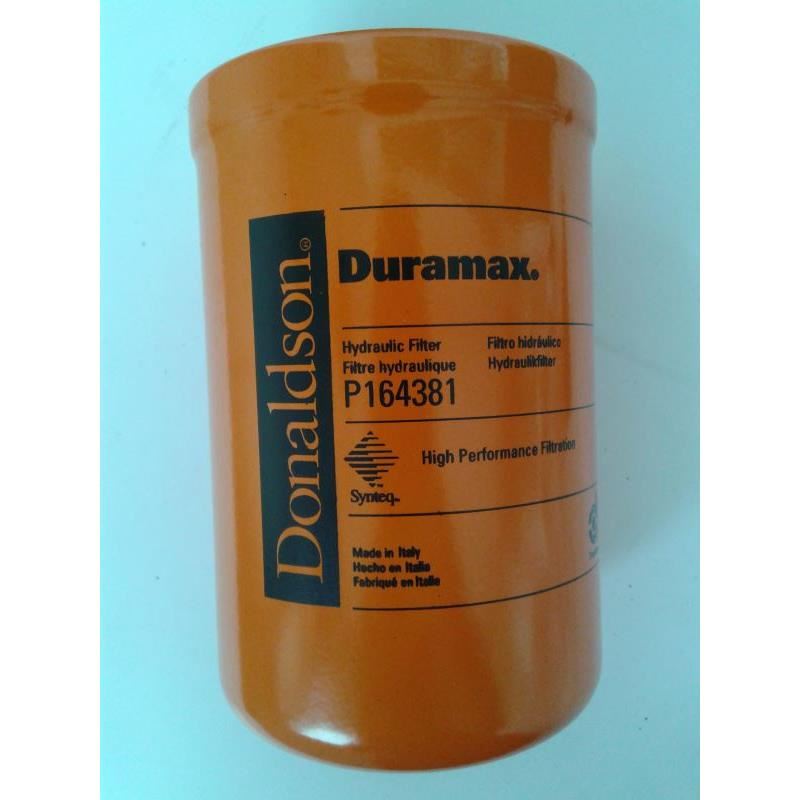 Donaldson®
Duramax®
Hydraulic Filter
Filtre hydraulique
Filtro hidráulico
Hydraulikfilter
P164381
Synteq™
High Performance Filtration
Made in Italy
Hecho en Italia
Fabriqué en Italie